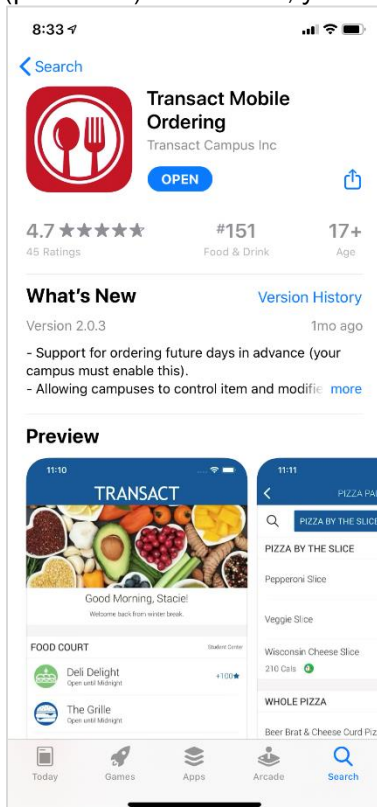 8:33
Search
Transact Mobile
Ordering
Transact Campus Inc
OPEN
4.7 #151 17+
45 Ratings Food & Drink Age
What's New Version History
Version 2.0.3 1mo ago
- Support for ordering future days in advance (your
campus must enable this).
- Allowing campuses to control item and modifie more
Preview
11:10
TRANSACT
Good Morning, Stacie!
Welcome back from winter break.
FOOD COURT Student Center
Deli Delight +100
Open until Midnight
The Grille
Open until Midnight
11:11
PIZZA PA
PIZZA BY THE SLICE
PIZZA BY THE SLICE
Pepperoni Slice
Veggie Slice
Wisconsin Cheese Slice
210 Cals
WHOLE PIZZA
Beer Brat & Cheese Curd Piz
Today Games Apps Arcade Search